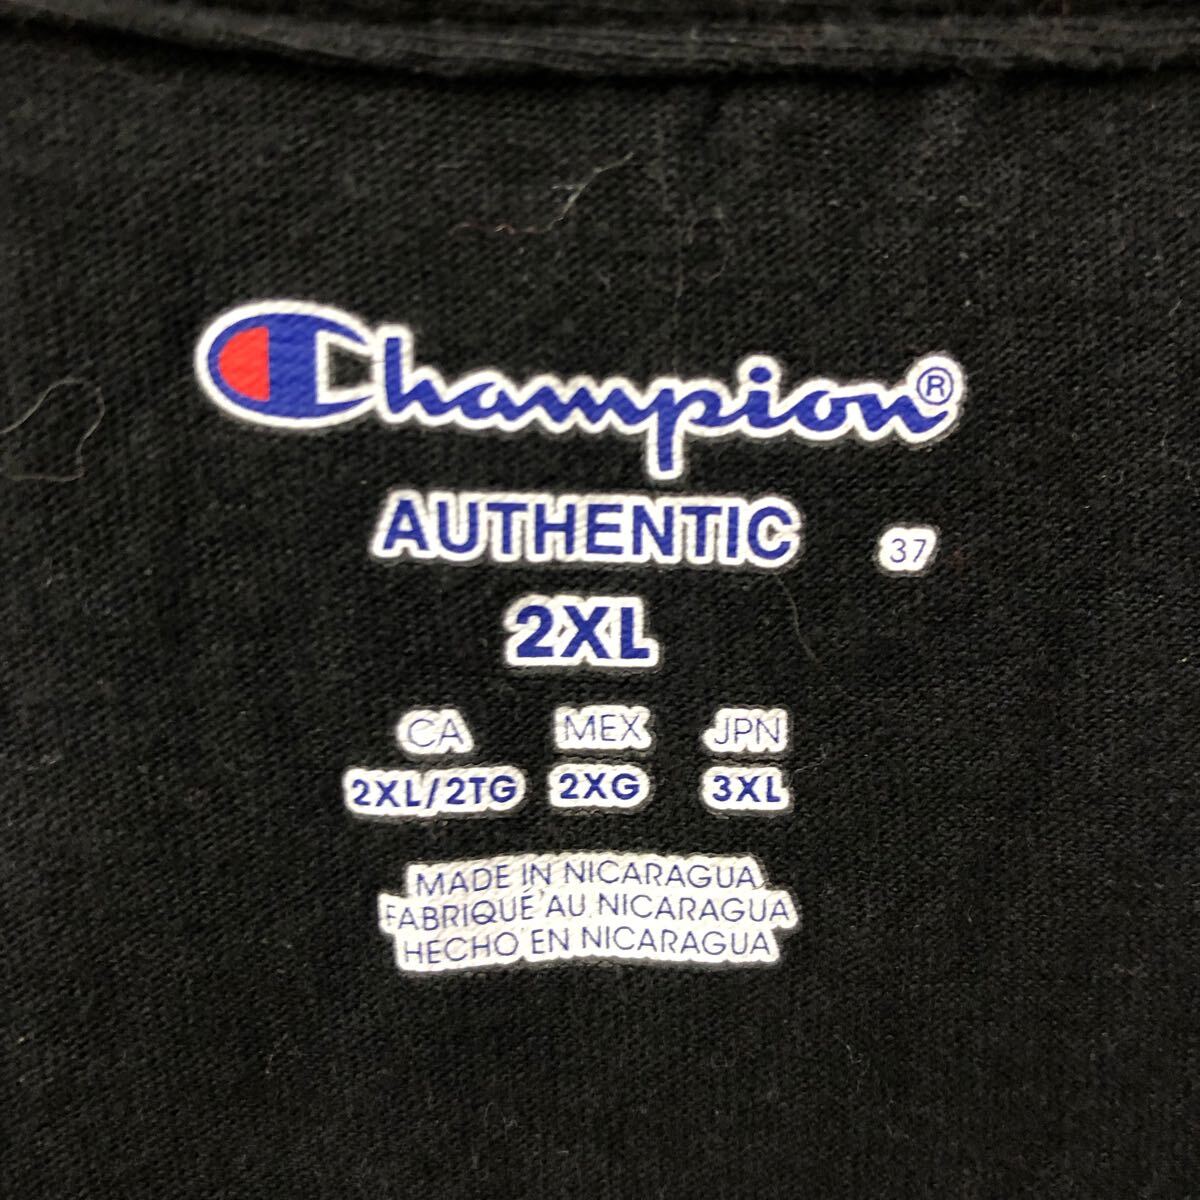 Champion®
AUTHENTIC 37
2XL
CA MEX JPN
2XL/2TG 2XG 3XL
MADE IN NICARAGUA
FABRIQUÉ AU NICARAGUA
HECHO EN NICARAGUA